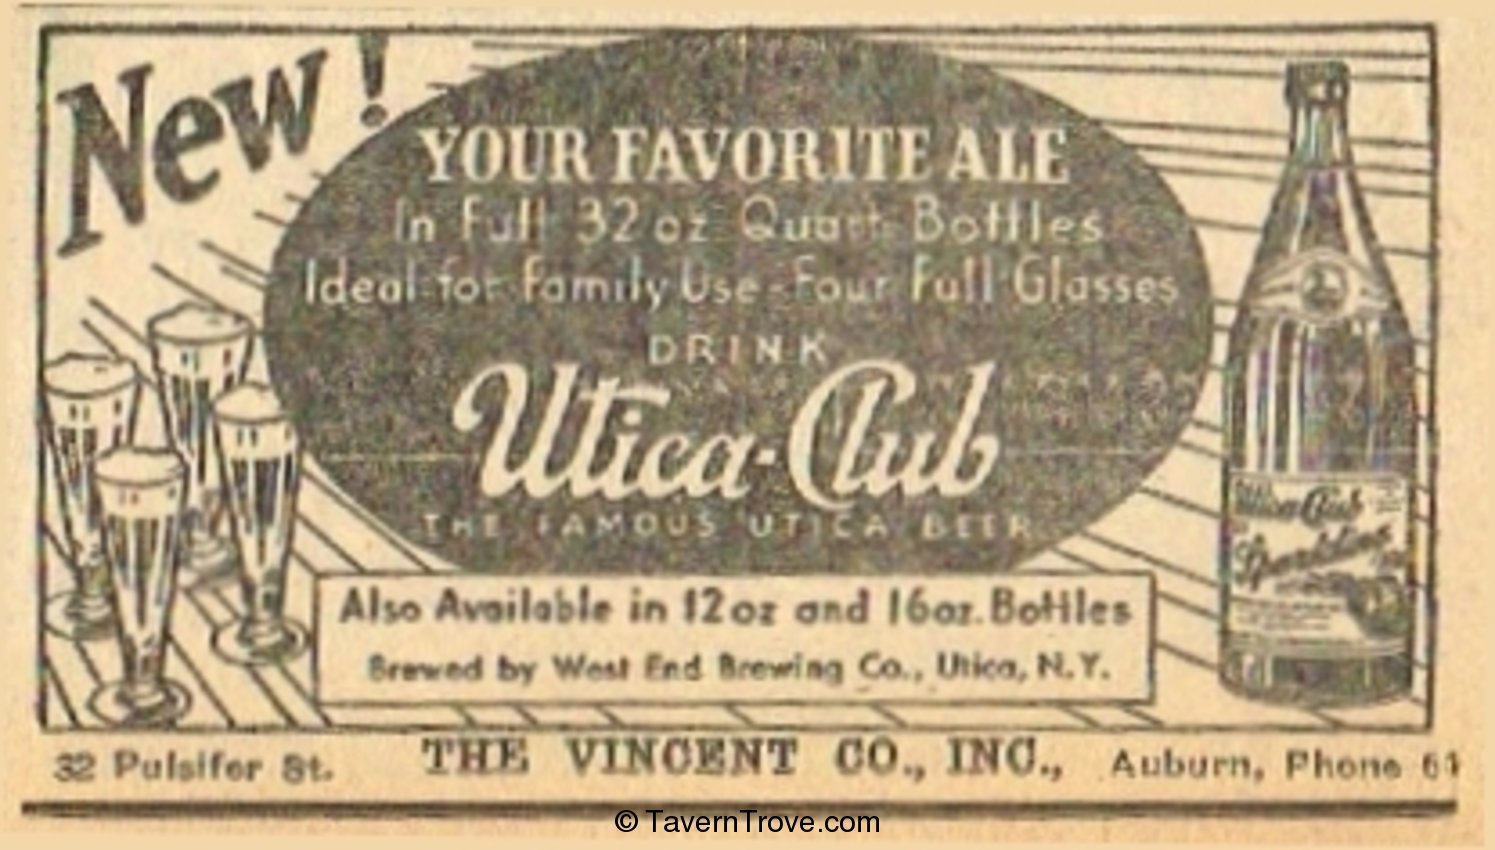 New!
YOUR FAVORITE ALE
In Full 32 oz Quart Bottles
Ideal for Family Use - Four Full Glasses
DRINK
Utica-Club
THE FAMOUS UTICA BEER
Utica Club
Sparkling
Also Available in 12 oz and 16 oz. Bottles
Brewed by West End Brewing Co., Utica, N.Y.
32 Pulsifer St. THE VINCENT CO., INC., Auburn, Phone
© TavernTrove.com